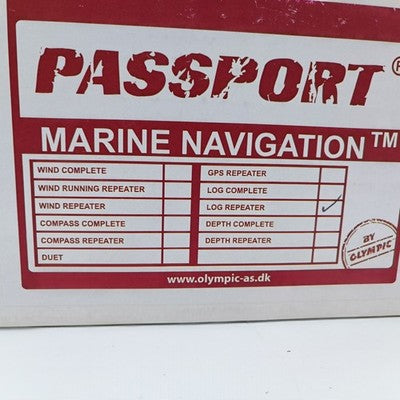 PASSPORT®
MARINE NAVIGATION™
WIND COMPLETE
WIND RUNNING REPEATER
WIND REPEATER
COMPASS COMPLETE
COMPASS REPEATER
DUET
GPS REPEATER
LOG COMPLETE
LOG REPEATER ✓
DEPTH COMPLETE
DEPTH REPEATER
BY
OLYMPIC
www.olympic-as.dk